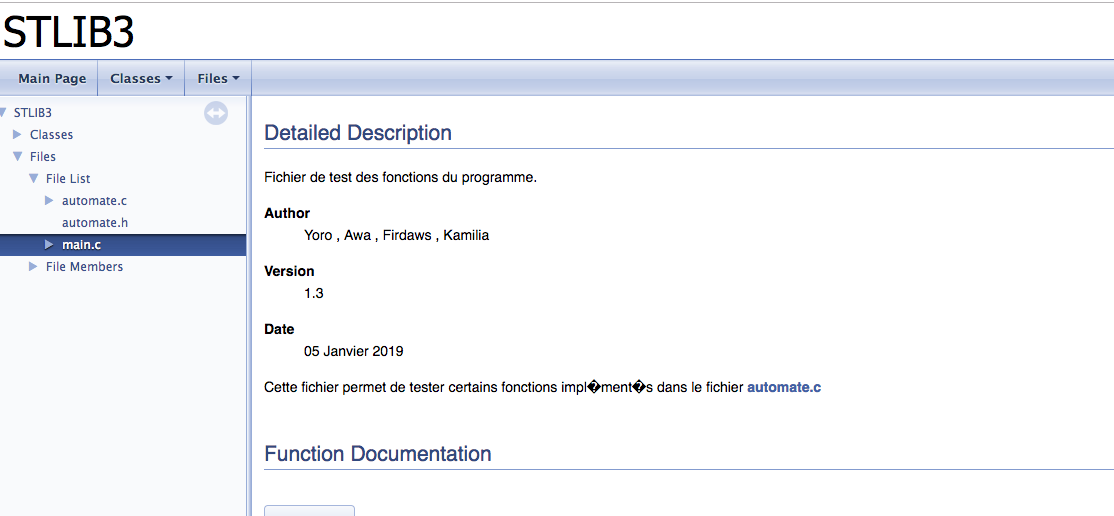 STLIB3
Main Page Classes Files
STLIB3
Classes
Files
File List
automate.c
automate.h
main.c
File Members
Detailed Description
Fichier de test des fonctions du programme.
Author
Yoro , Awa , Firdaws , Kamilia
Version
1.3
Date
05 Janvier 2019
Cette fichier permet de tester certains fonctions impl�ment�s dans le fichier automate.c
Function Documentation